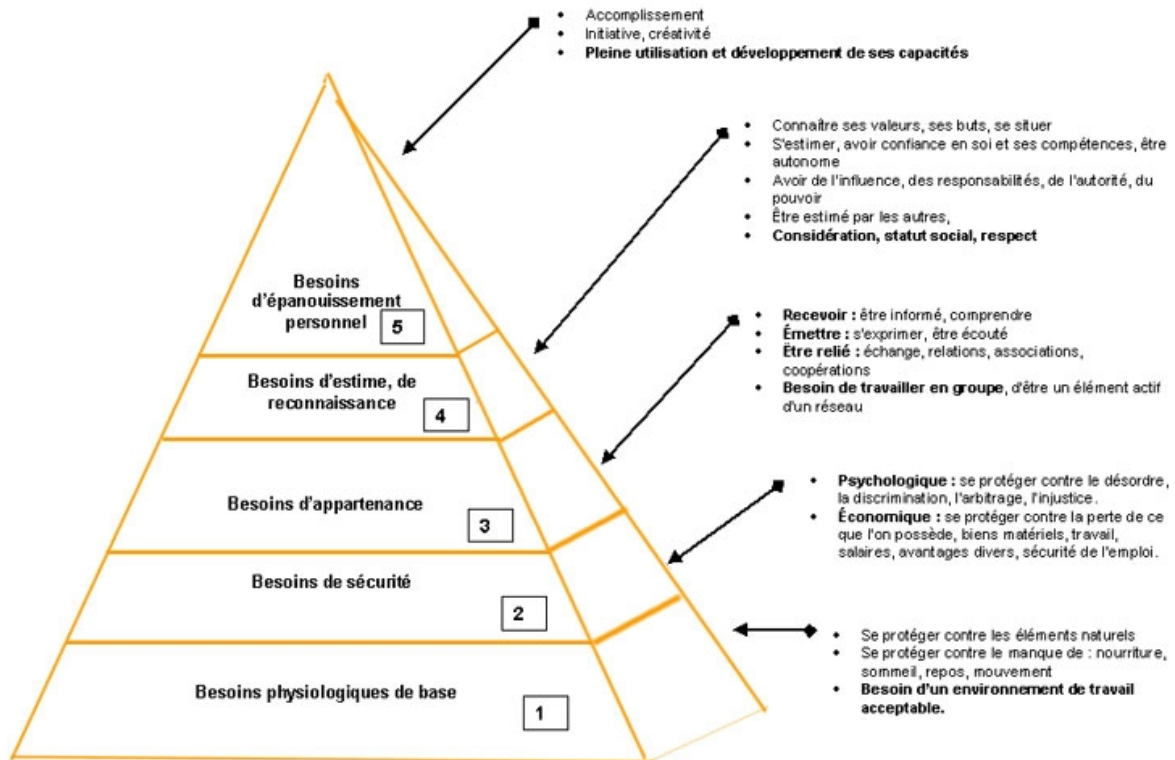 • Accomplissement
• Initiative, créativité
• Pleine utilisation et développement de ses capacités
• Connaître ses valeurs, ses buts, se situer
• S'estimer, avoir confiance en soi et ses compétences, être
autonome
• Avoir de l'influence, des responsabilités, de l'autorité, du
pouvoir
• Être estimé par les autres,
• Considération, statut social, respect
Besoins
d'épanouissement
personnel
5
• Recevoir : être informé, comprendre
• Émettre : s'exprimer, être écouté
• Être relié : échange, relations, associations,
coopérations
• Besoin de travailler en groupe, d'être un élément actif
d'un réseau
Besoins d'estime, de
reconnaissance
4
• Psychologique : se protéger contre le désordre,
la discrimination, l'arbitrage, l'injustice.
• Économique : se protéger contre la perte de ce
que l'on possède, biens matériels, travail,
salaires, avantages divers, sécurité de l'emploi.
Besoins d'appartenance
3
Besoins de sécurité
2
• Se protéger contre les éléments naturels
• Se protéger contre le manque de : nourriture,
sommeil, repos, mouvement
• Besoin d'un environnement de travail
acceptable.
Besoins physiologiques de base
1